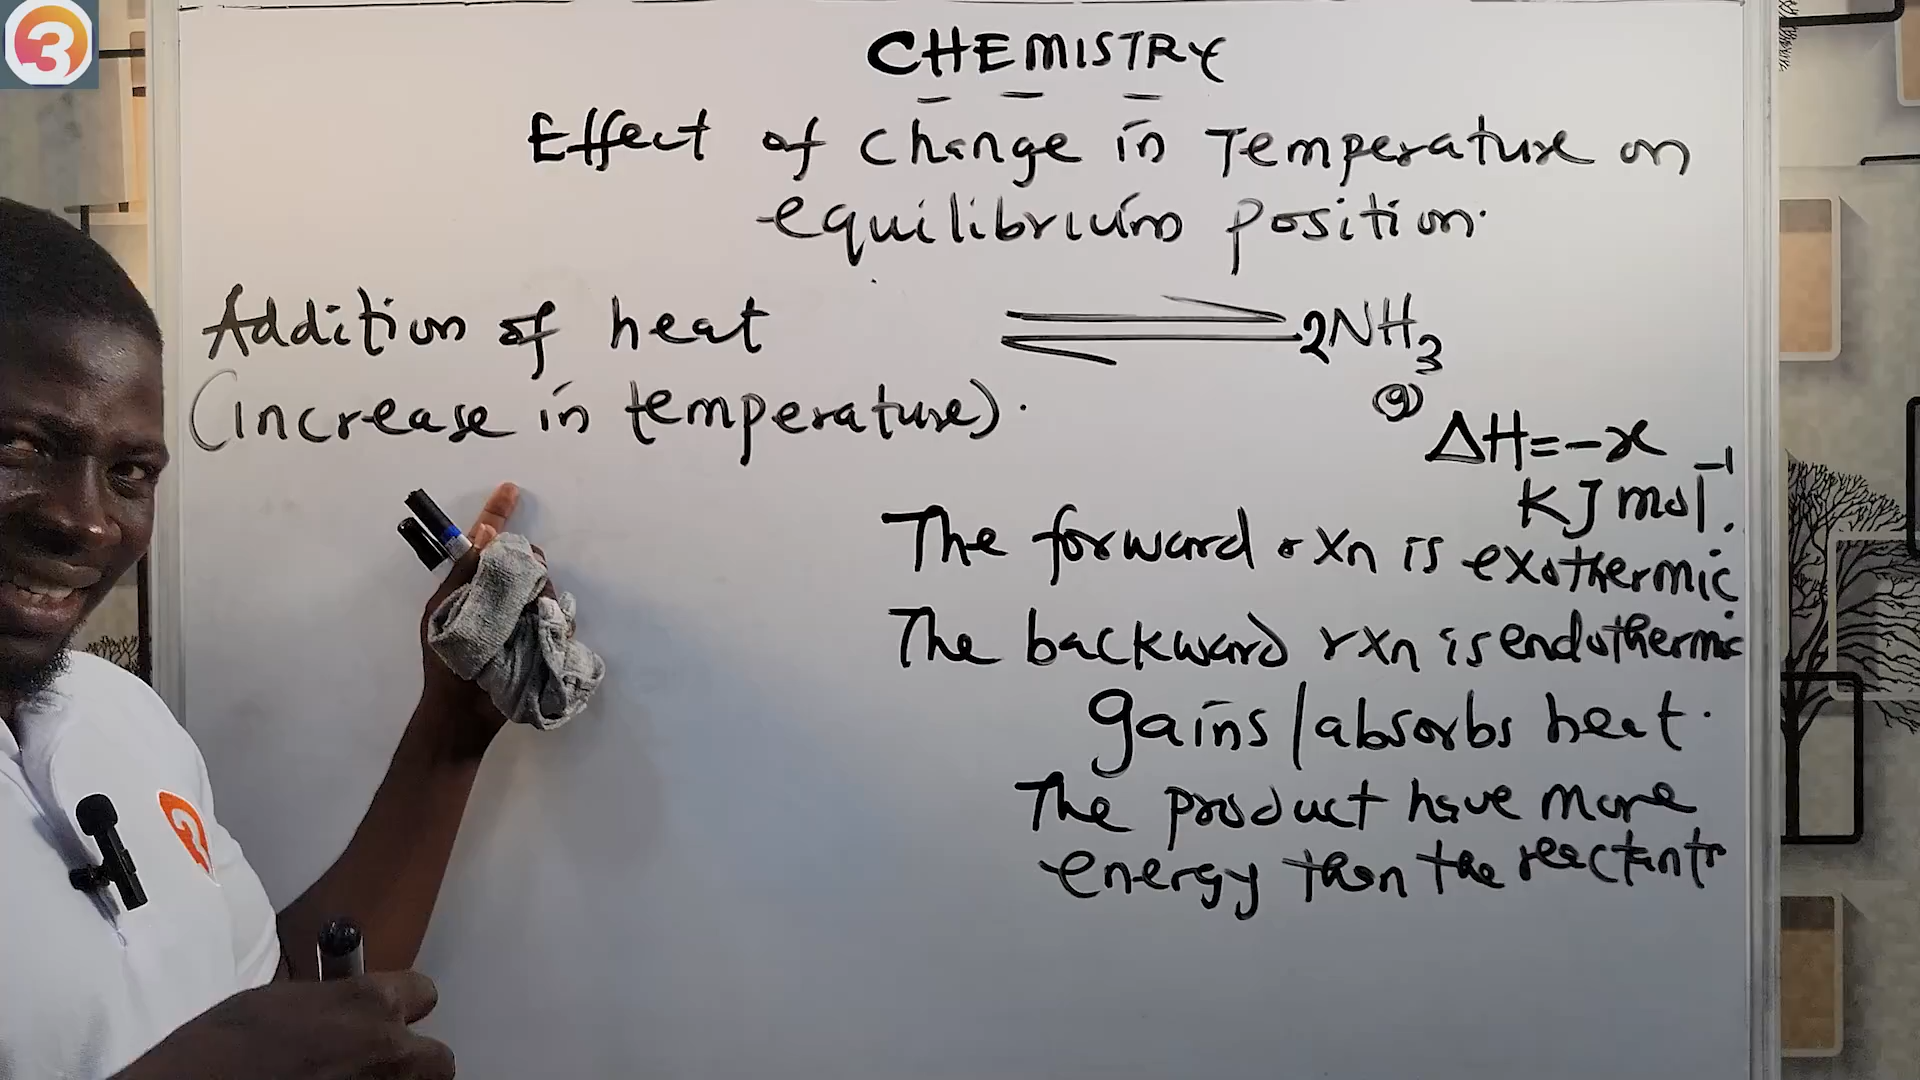 3
CHEMISTRY
Effect of change in Temperature on
equilibrium position.
Addition of heat
(increase in temperature).
⇌ 2NH3
(g)
ΔH=-x
KJ mol-1.
The forward rxn is exothermic
The backward rxn is endothermic
gains/absorbs heat.
The product have more
energy than the reactants